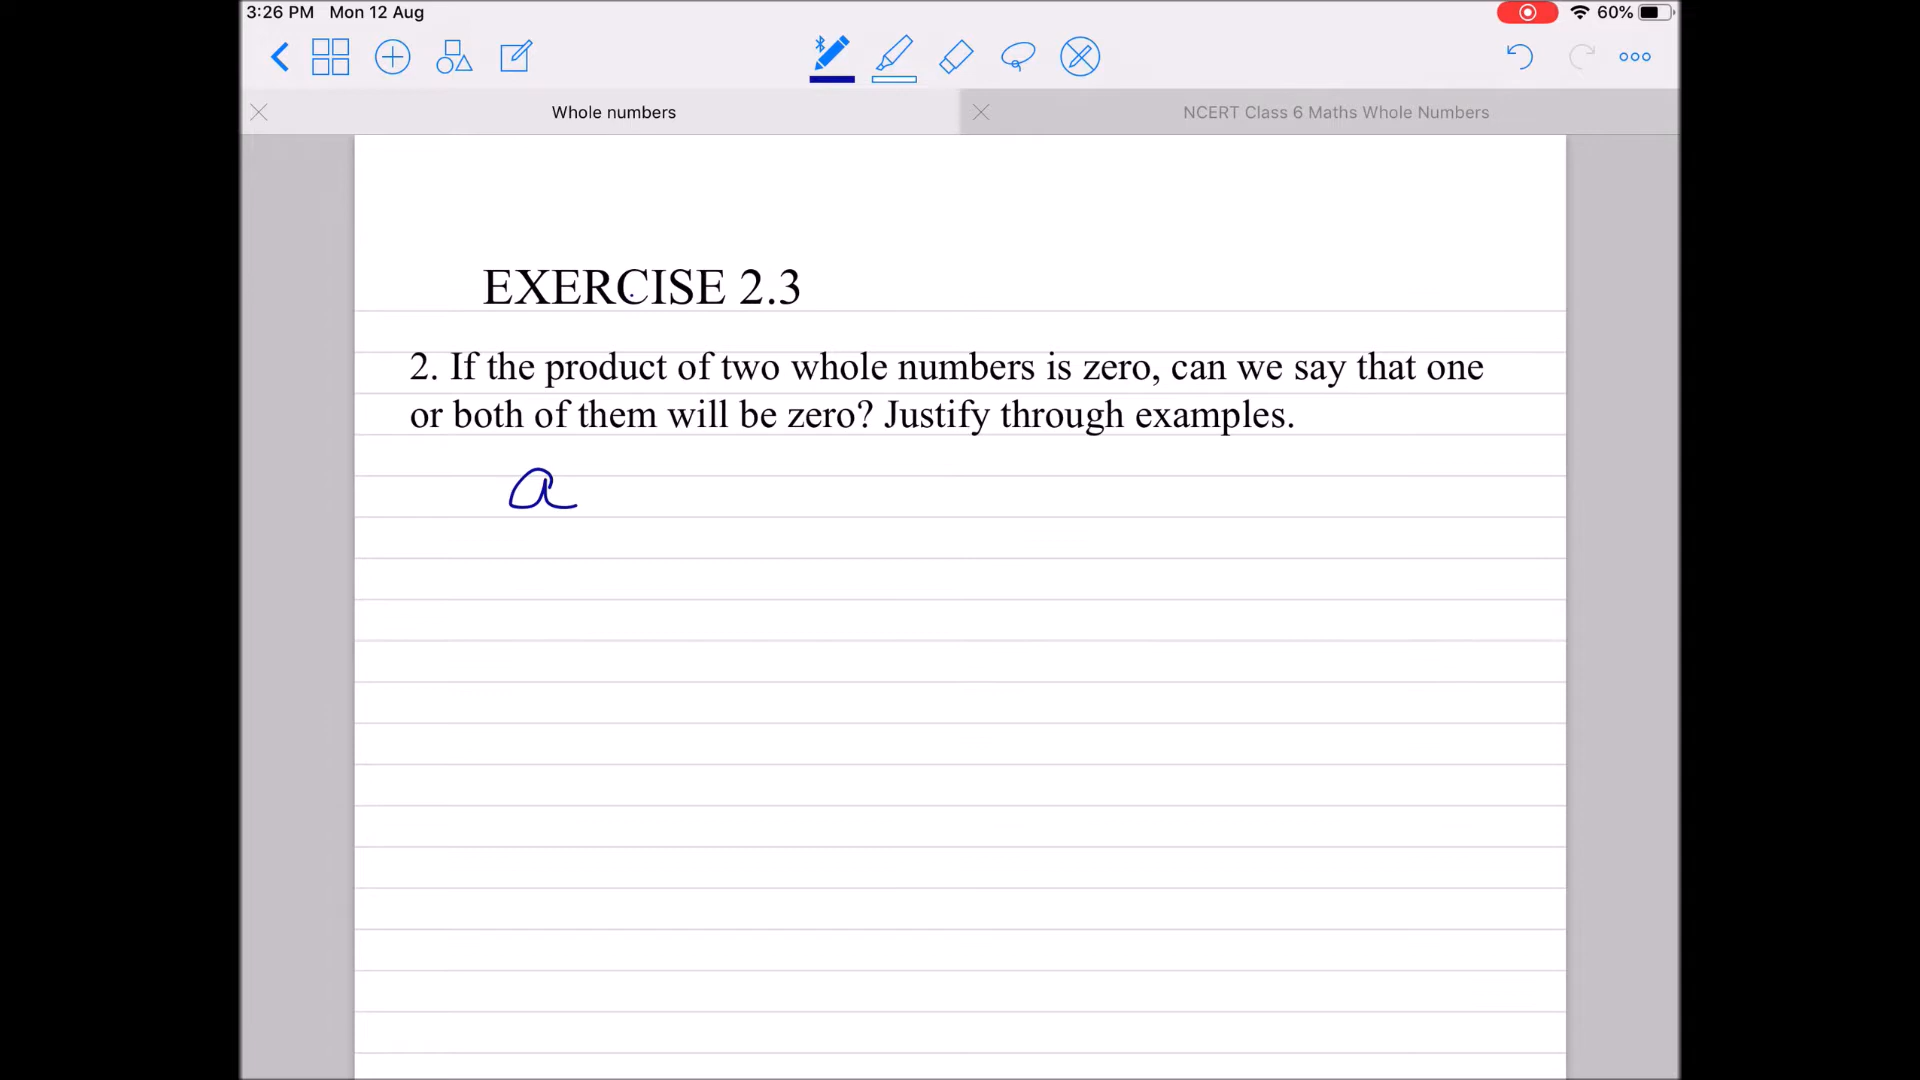 3:26 PM Mon 12 Aug 60%
Whole numbers NCERT Class 6 Maths Whole Numbers
EXERCISE 2.3
2. If the product of two whole numbers is zero, can we say that one
or both of them will be zero? Justify through examples.
a